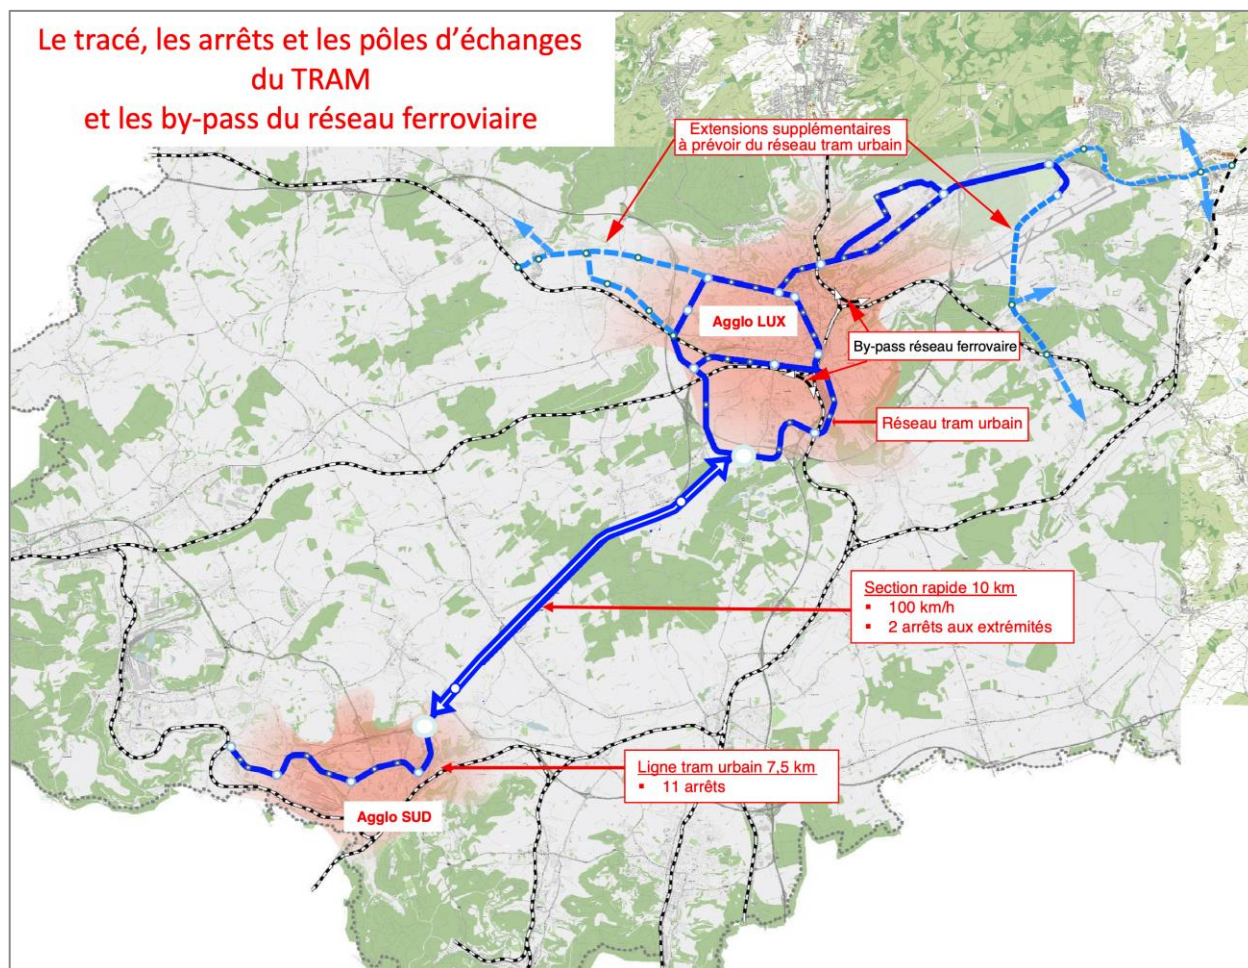 Le tracé, les arrêts et les pôles d'échanges
du TRAM
et les by-pass du réseau ferroviaire
Extensions supplémentaires
à prévoir du réseau tram urbain
Agglo LUX
By-pass réseau ferrovaire
Réseau tram urbain
Section rapide 10 km
▪ 100 km/h
▪ 2 arrêts aux extrémités
Ligne tram urbain 7,5 km
▪ 11 arrêts
Agglo SUD